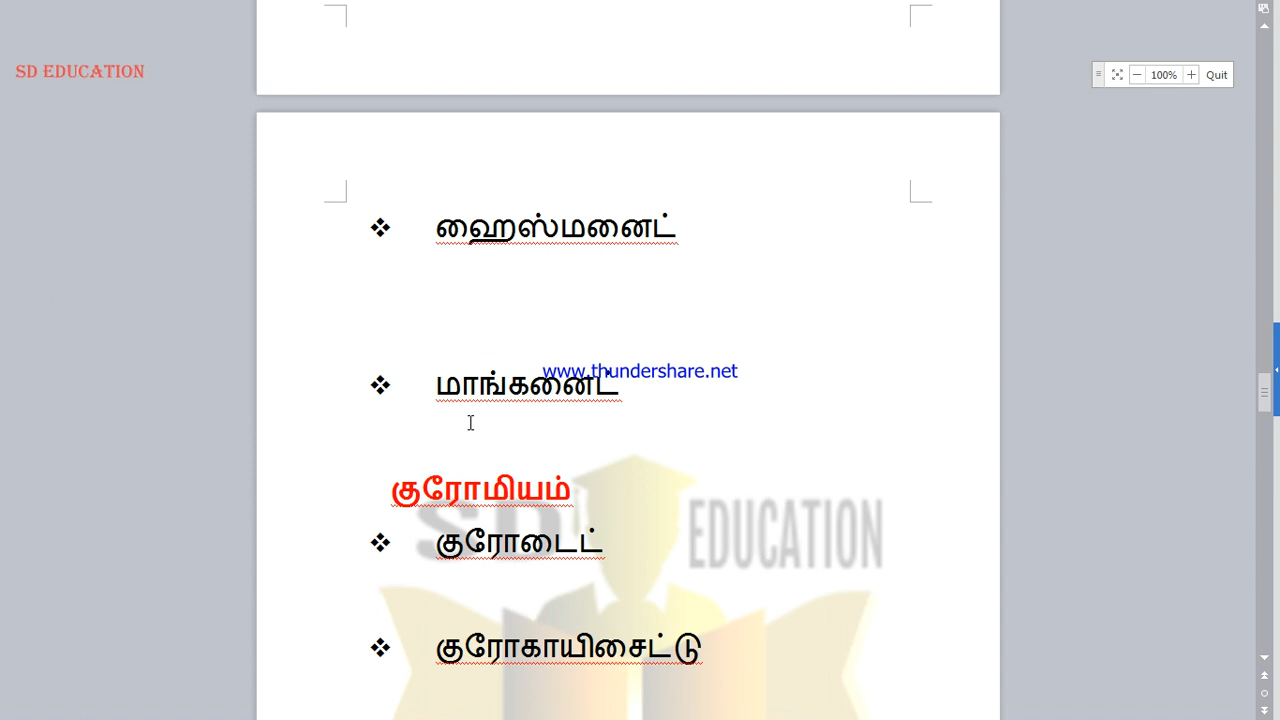 SD EDUCATION
100% Quit
❖ ஹைஸ்மனைட்
www.thundershare.net
❖ மாங்கனைட்
குரோமியம்
❖ குரோடைட்
❖ குரோகாயிசைட்டு
SD EDUCATION